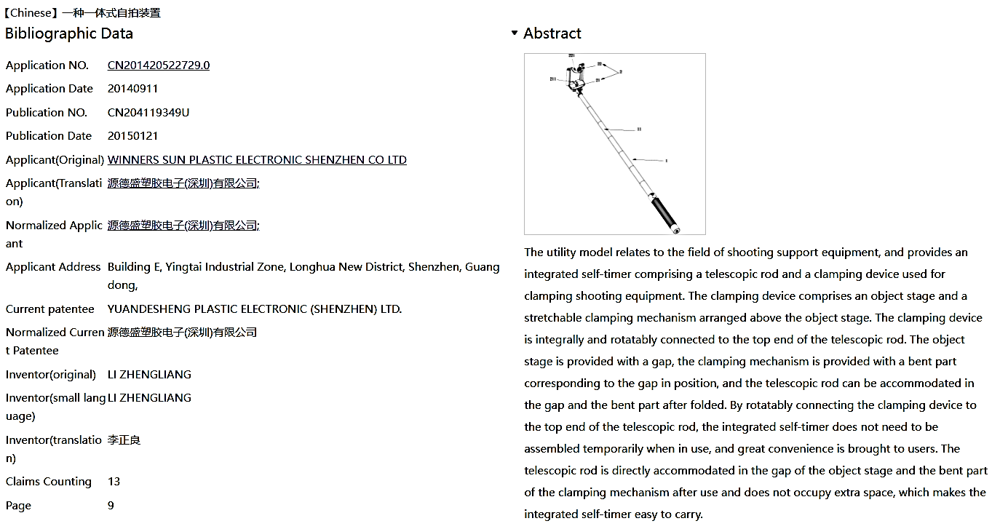 【Chinese】一种一体式自拍装置
Bibliographic Data
Application NO. CN201420522729.0
Application Date 20140911
Publication NO. CN204119349U
Publication Date 20150121
Applicant(Original) WINNERS SUN PLASTIC ELECTRONIC SHENZHEN CO LTD
Applicant(Translati 源德盛塑胶电子(深圳)有限公司;
on)
Normalized Applic 源德盛塑胶电子(深圳)有限公司;
ant
Applicant Address Building E, Yingtai Industrial Zone, Longhua New District, Shenzhen, Guang
dong,
Current patentee YUANDESHENG PLASTIC ELECTRONIC (SHENZHEN) LTD.
Normalized Curren 源德盛塑胶电子(深圳)有限公司
t Patentee
Inventor(original) LI ZHENGLIANG
Inventor(small lang LI ZHENGLIANG
uage)
Inventor(translatio 李正良
n)
Claims Counting 13
Page 9
Abstract
22
2
211
21
11
1
The utility model relates to the field of shooting support equipment, and provides an
integrated self-timer comprising a telescopic rod and a clamping device used for
clamping shooting equipment. The clamping device comprises an object stage and a
stretchable clamping mechanism arranged above the object stage. The clamping device
is integrally and rotatably connected to the top end of the telescopic rod. The object
stage is provided with a gap, the clamping mechanism is provided with a bent part
corresponding to the gap in position, and the telescopic rod can be accommodated in
the gap and the bent part after folded. By rotatably connecting the clamping device to
the top end of the telescopic rod, the integrated self-timer does not need to be
assembled temporarily when in use, and great convenience is brought to users. The
telescopic rod is directly accommodated in the gap of the object stage and the bent part
of the clamping mechanism after use and does not occupy extra space, which makes the
integrated self-timer easy to carry.